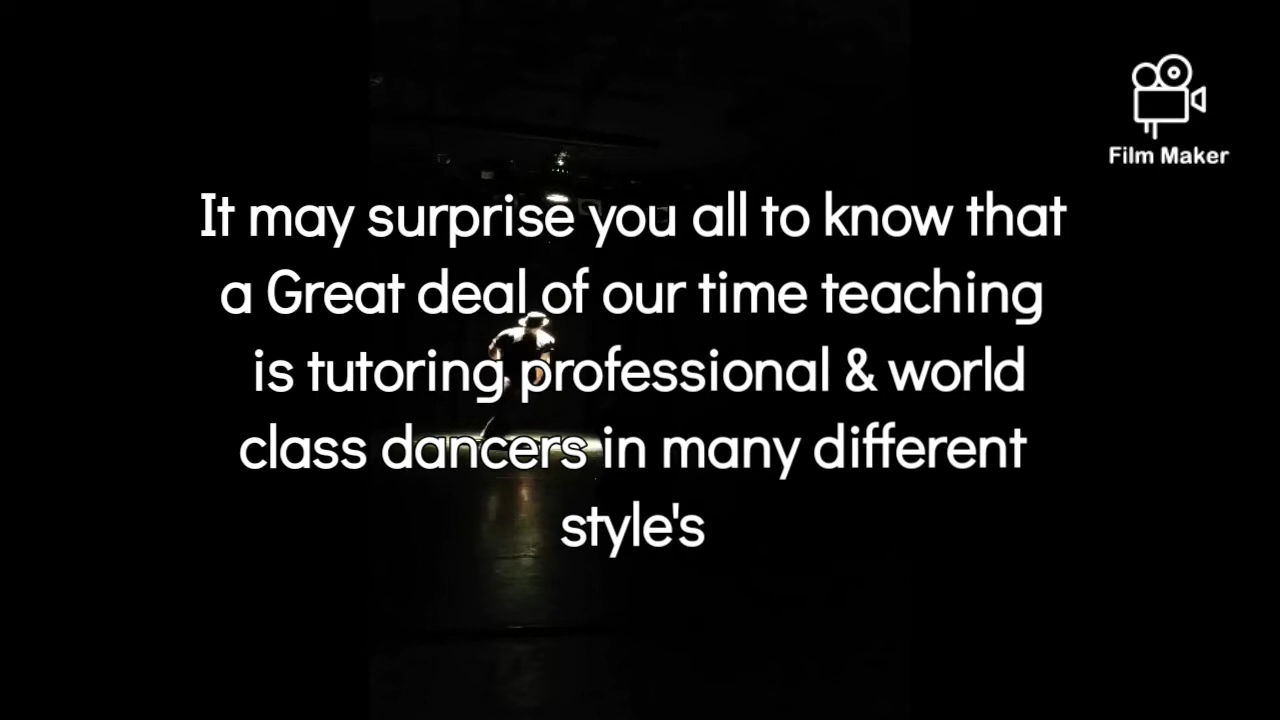 Film Maker
It may surprise you all to know that
a Great deal of our time teaching
is tutoring professional & world
class dancers in many different
style's